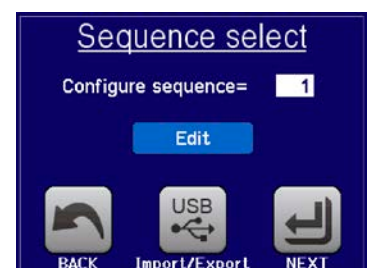 Sequence select
Configure sequence= 1
Edit
USB
BACK Import/Export NEXT